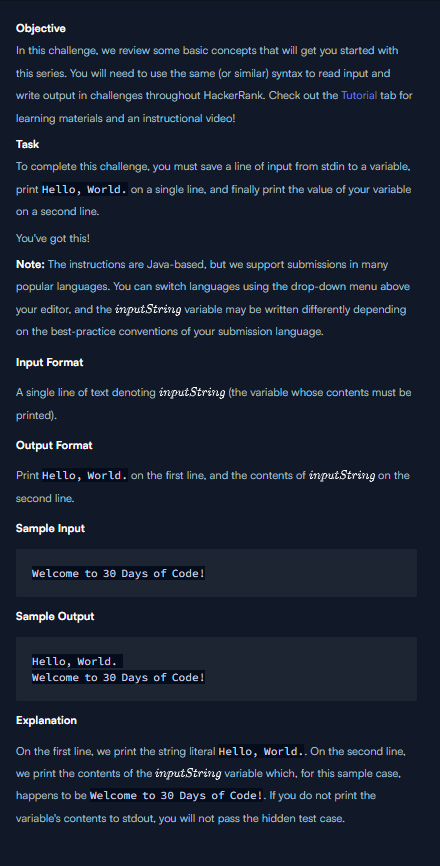 Objective
In this challenge, we review some basic concepts that will get you started with
this series. You will need to use the same (or similar) syntax to read input and
write output in challenges throughout HackerRank. Check out the Tutorial tab for
learning materials and an instructional video!
Task
To complete this challenge, you must save a line of input from stdin to a variable,
print Hello, World. on a single line, and finally print the value of your variable
on a second line.
You've got this!
Note: The instructions are Java-based, but we support submissions in many
popular languages. You can switch languages using the drop-down menu above
your editor, and the inputString variable may be written differently depending
on the best-practice conventions of your submission language.
Input Format
A single line of text denoting inputString (the variable whose contents must be
printed).
Output Format
Print Hello, World. on the first line, and the contents of inputString on the
second line.
Sample Input
Welcome to 30 Days of Code!
Sample Output
Hello, World.
Welcome to 30 Days of Code!
Explanation
On the first line, we print the string literal Hello, World.. On the second line,
we print the contents of the inputString variable which, for this sample case,
happens to be Welcome to 30 Days of Code!. If you do not print the
variable's contents to stdout, you will not pass the hidden test case.